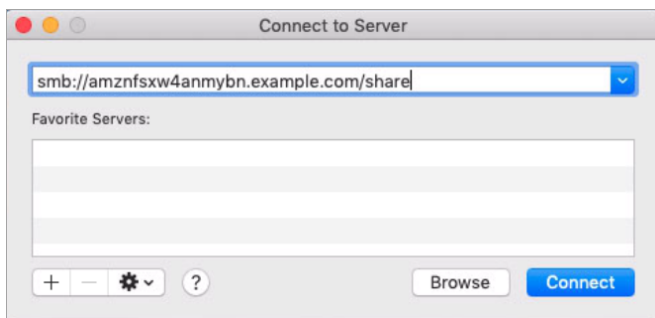 Connect to Server
smb://amznfsxw4anmybn.example.com/share
Favorite Servers:
+ − ?
Browse
Connect